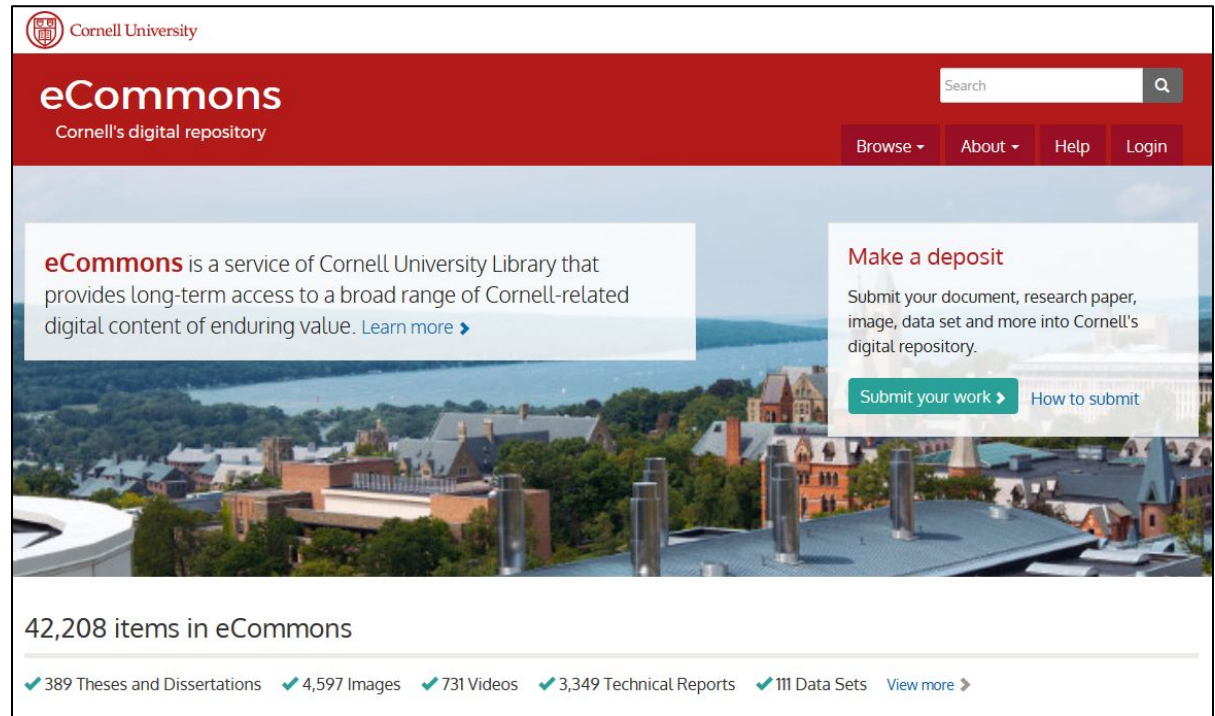 Cornell University
eCommons
Cornell's digital repository
Search
Browse About Help Login
eCommons is a service of Cornell University Library that
provides long-term access to a broad range of Cornell-related
digital content of enduring value. Learn more
Make a deposit
Submit your document, research paper,
image, data set and more into Cornell's
digital repository.
Submit your work How to submit
42,208 items in eCommons
389 Theses and Dissertations 4,597 Images 731 Videos 3,349 Technical Reports 111 Data Sets View more